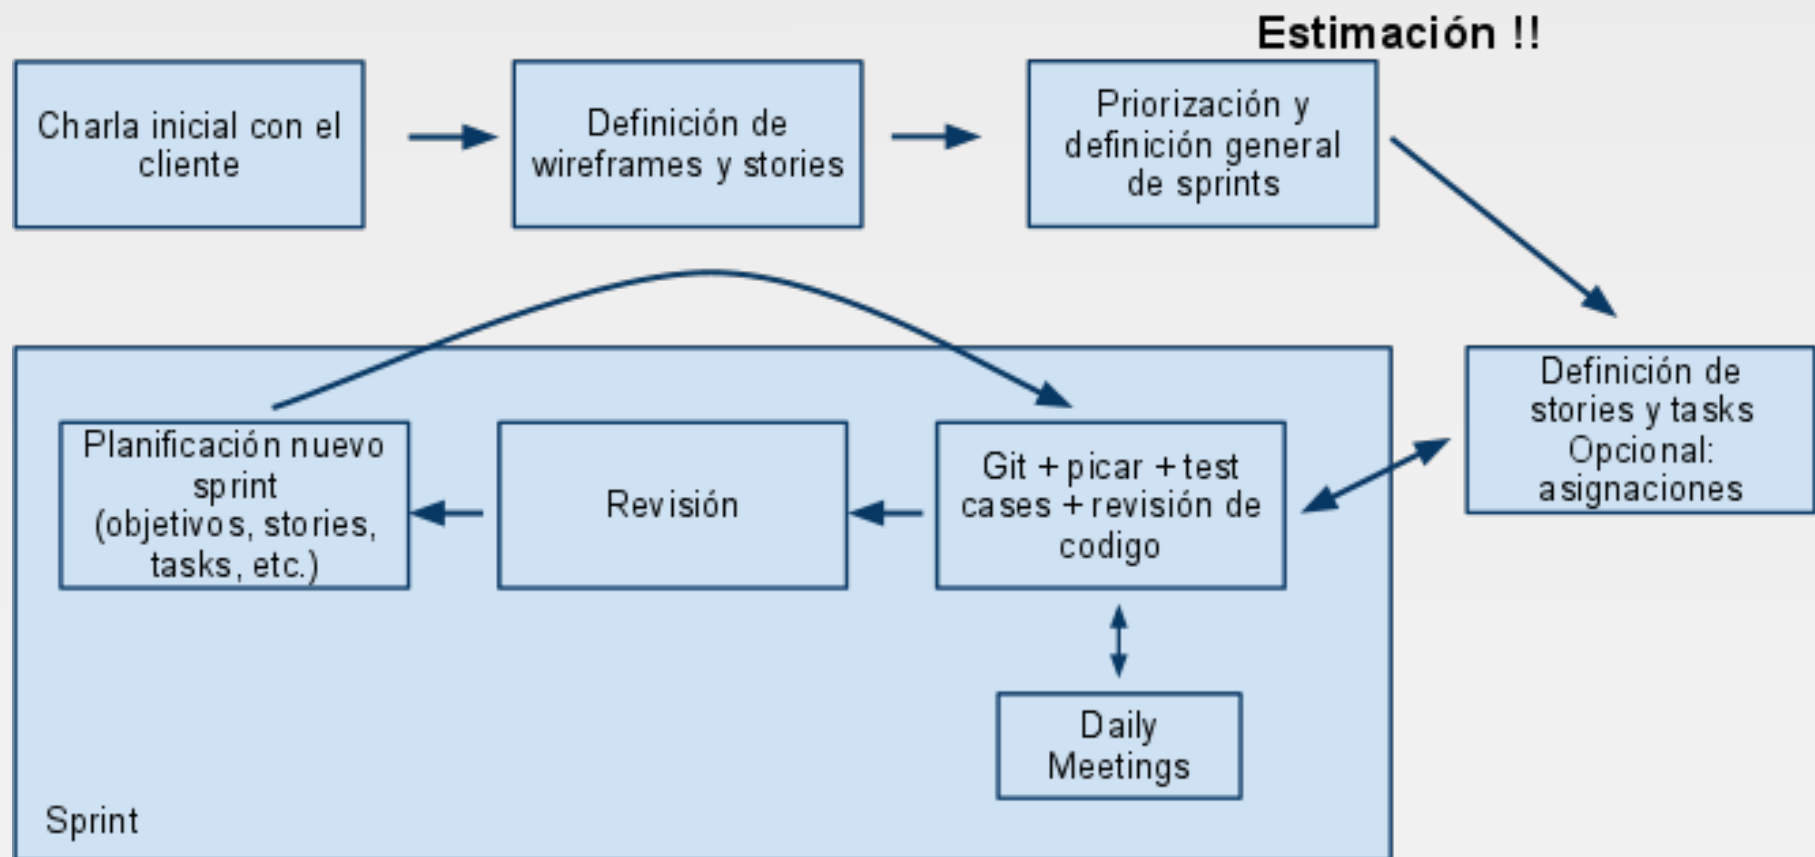 Estimación !!
Charla inicial con el
cliente
Definición de
wireframes y stories
Priorización y
definición general
de sprints
Definición de
stories y tasks
Opcional:
asignaciones
Planificación nuevo
sprint
(objetivos, stories,
tasks, etc.)
Revisión
Git + picar + test
cases + revisión de
codigo
Daily
Meetings
Sprint